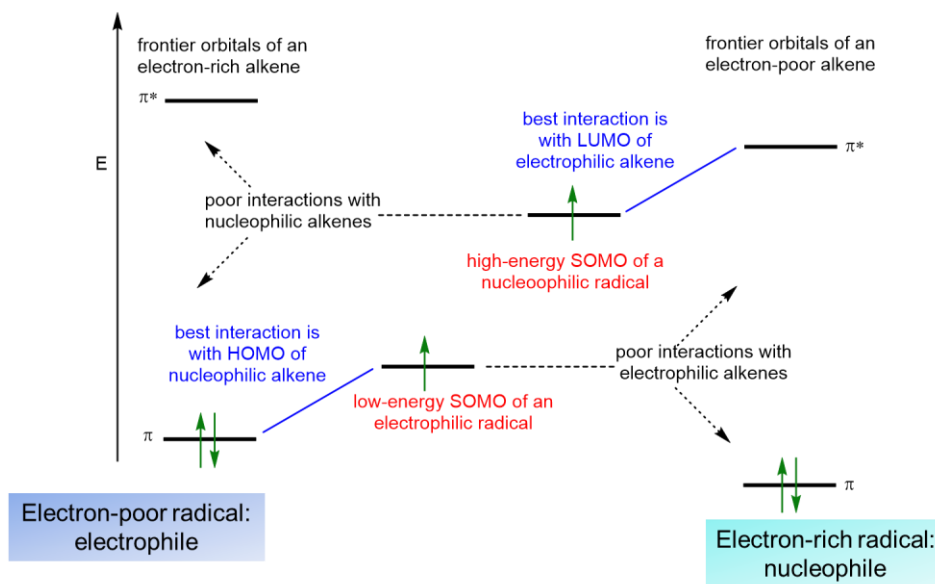 frontier orbitals of an
electron-rich alkene
π*
frontier orbitals of an
electron-poor alkene
best interaction is
with LUMO of
electrophilic alkene
π*
E
poor interactions with
nucleophilic alkenes
high-energy SOMO of a
nucleoophilic radical
best interaction is
with HOMO of
nucleophilic alkene
poor interactions with
electrophilic alkenes
low-energy SOMO of an
electrophilic radical
π
π
Electron-poor radical:
electrophile
Electron-rich radical:
nucleophile